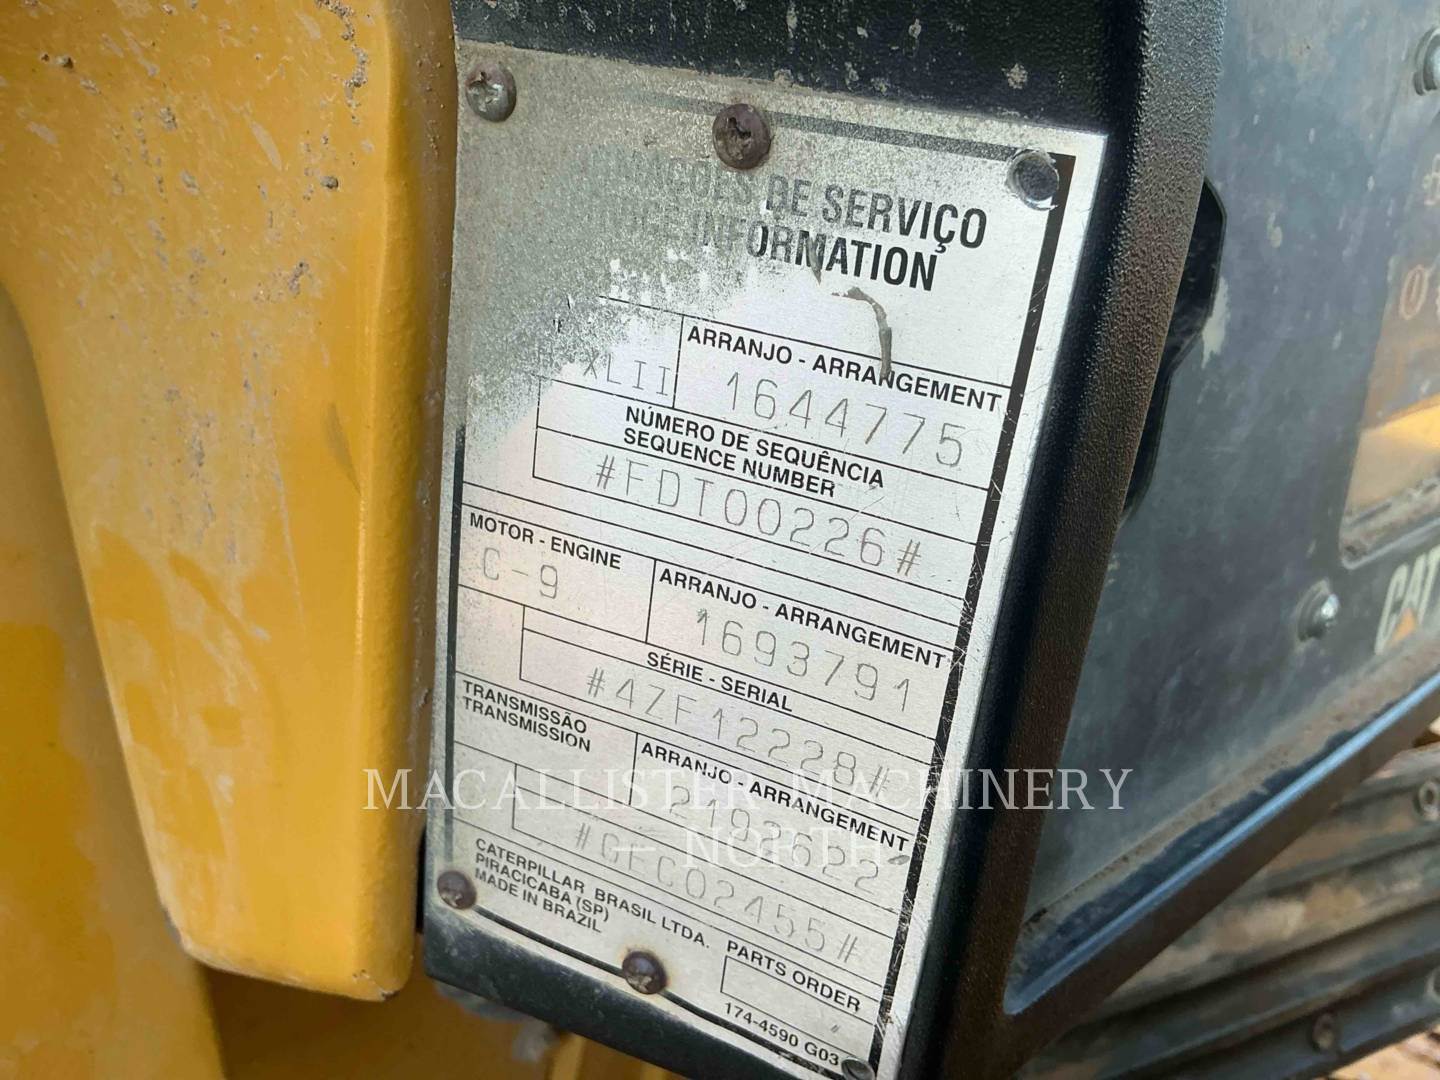 DE SERVIÇO
INFORMATION
ARRANJO - ARRANGEMENT
XLII 1644775
NÚMERO DE SEQUÊNCIA
SEQUENCE NUMBER
#FDT00226#
MOTOR - ENGINE
C-9
ARRANJO - ARRANGEMENT
1693791
SÉRIE - SERIAL
#4ZF12228#
TRANSMISSÃO
TRANSMISSION
ARRANJO - ARRANGEMENT
2193622
#GFC02455#
CATERPILLAR BRASIL LTDA.
PIRACICABA (SP)
MADE IN BRAZIL
PARTS ORDER
174-4590 G03
MACALLISTER MACHINERY
— NORTH —
CAT